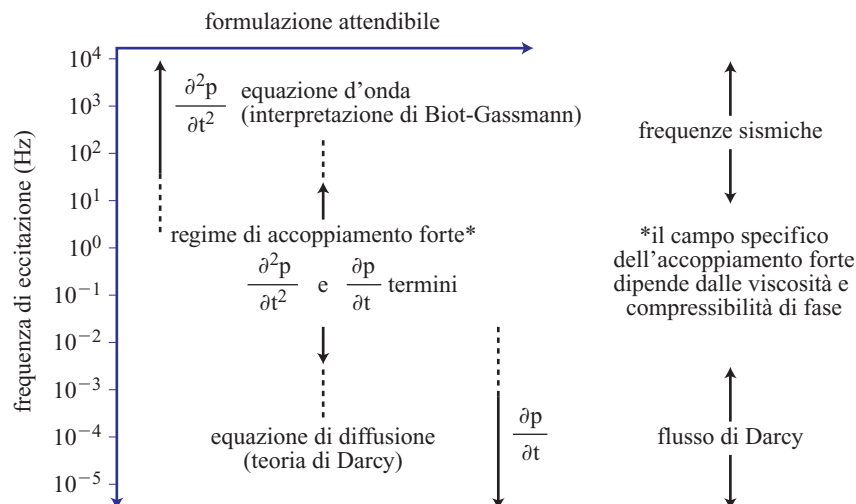 formulazione attendibile
frequenza di eccitazione (Hz)
10⁴
10³
10²
10¹
10⁰
10⁻¹
10⁻²
10⁻³
10⁻⁴
10⁻⁵
∂²p
∂t²
equazione d'onda
(interpretazione di Biot-Gassmann)
regime di accoppiamento forte*
∂²p
∂t²
e
∂p
∂t
termini
equazione di diffusione
(teoria di Darcy)
∂p
∂t
frequenze sismiche
*il campo specifico
dell'accoppiamento forte
dipende dalle viscosità e
compressibilità di fase
flusso di Darcy